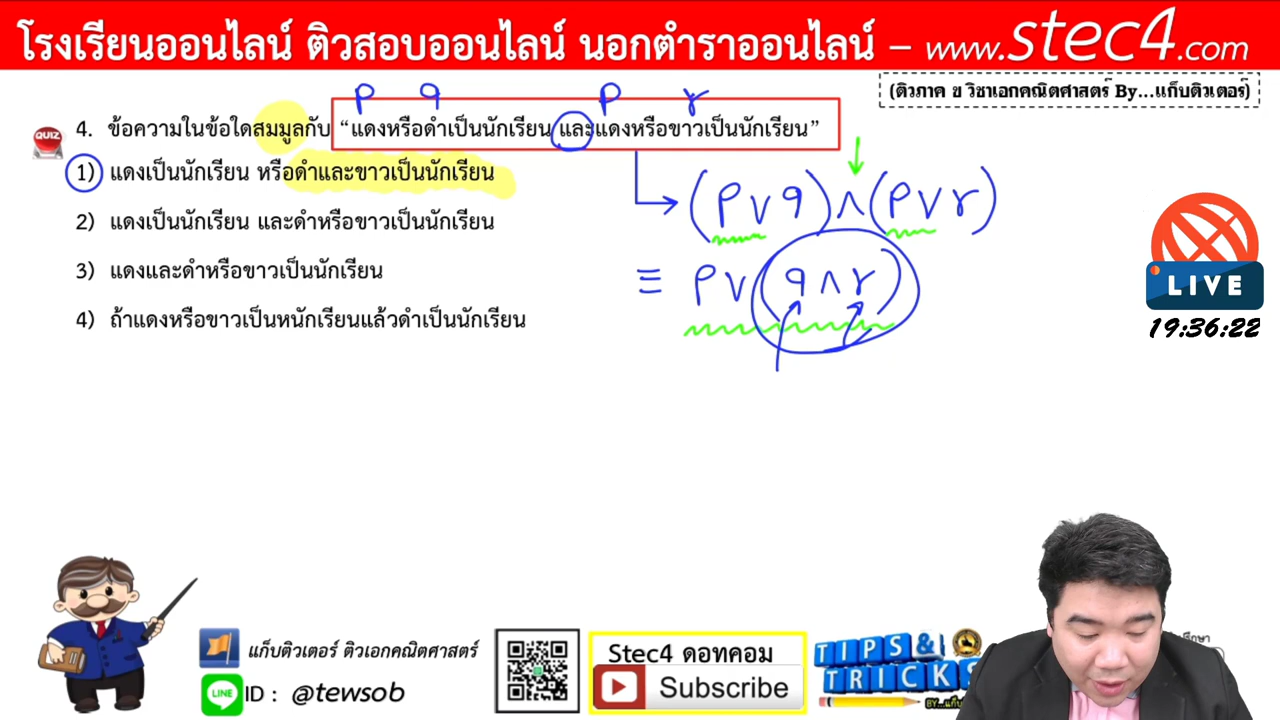 โรงเรียนออนไลน์ ติวสอบออนไลน์ นอกตำราออนไลน์ – www.stec4.com
(ติวภาค ข วิชาเอกคณิตศาสตร์ By...แก็บติวเตอร์)
p q p r
QUIZ
4. ข้อความในข้อใดสมมูลกับ “แดงหรือดำเป็นนักเรียน และแดงหรือขาวเป็นนักเรียน”
1) แดงเป็นนักเรียน หรือดำและขาวเป็นนักเรียน
(p∨q)∧(p∨r)
2) แดงเป็นนักเรียน และดำหรือขาวเป็นนักเรียน
3) แดงและดำหรือขาวเป็นนักเรียน
≡ p∨(q∧r)
4) ถ้าแดงหรือขาวเป็นหนักเรียนแล้วดำเป็นนักเรียน
LIVE
19:36:22
แก็บติวเตอร์ ติวเอกคณิตศาสตร์
LINE ID : @tewsob
Stec4 ดอทคอม
Subscribe
TIPS &
TRICKS